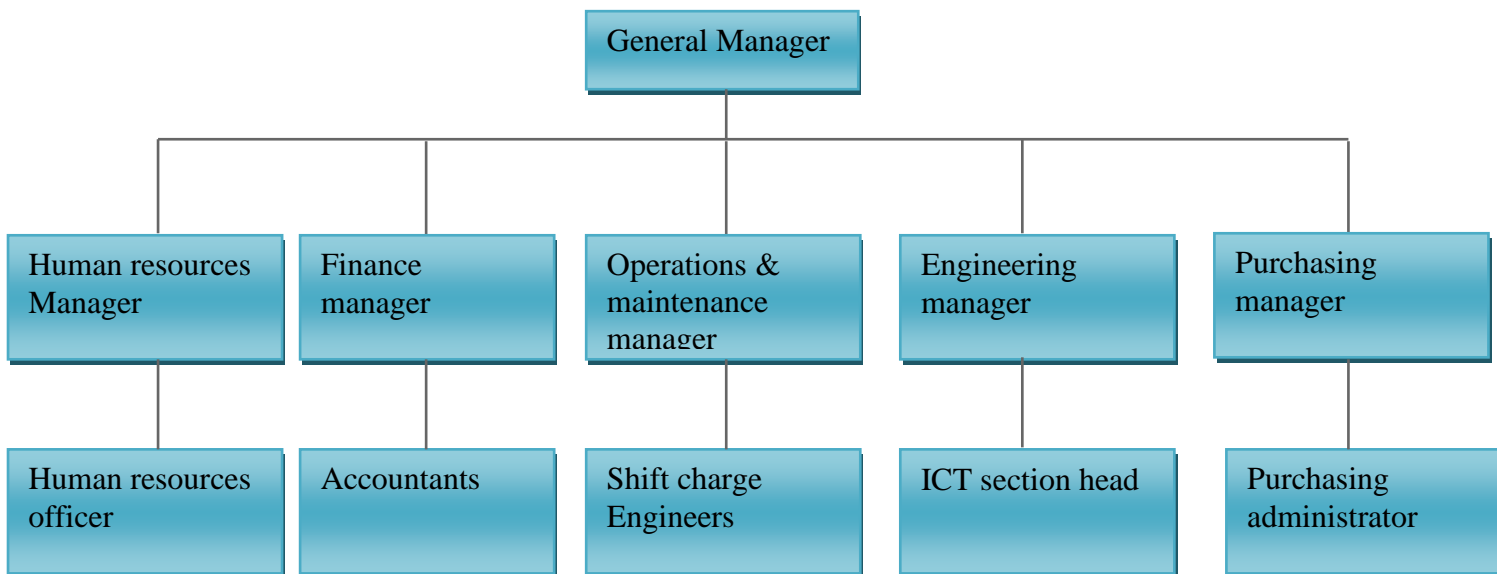 General Manager
Human resources
Manager
Finance
manager
Operations &
maintenance
manager
Engineering
manager
Purchasing
manager
Human resources
officer
Accountants
Shift charge
Engineers
ICT section head
Purchasing
administrator